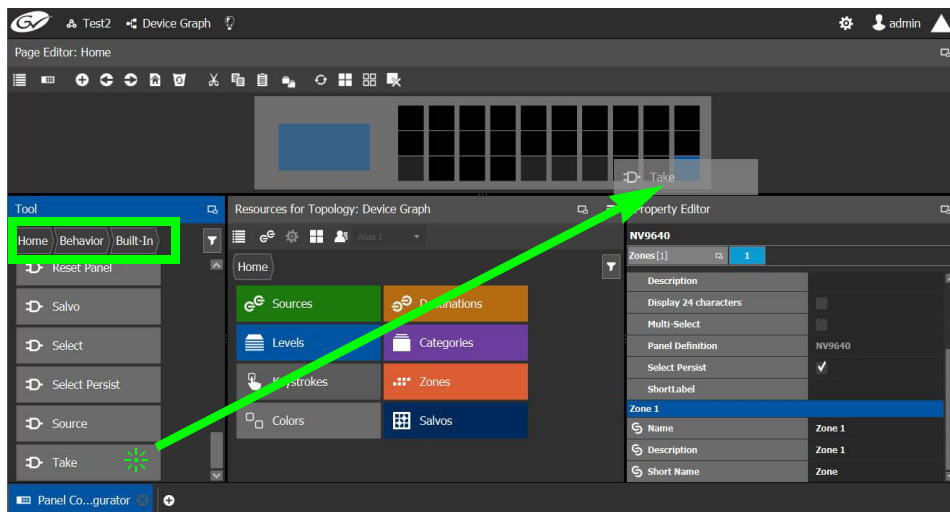 GV Test2 Device Graph admin
Page Editor: Home
Take
Tool
Home Behavior Built-In
Reset Panel
Salvo
Select
Select Persist
Source
Take
Resources for Topology: Device Graph
Alias 1
Home
Sources
Destinations
Levels
Categories
Keystrokes
Zones
Colors
Salvos
Property Editor
NV9640
Zones [1] 1
Description
Display 24 characters
Multi-Select
Panel Definition NV9640
Select Persist
ShortLabel
Zone 1
Name Zone 1
Description Zone 1
Short Name Zone
Panel Co...gurator